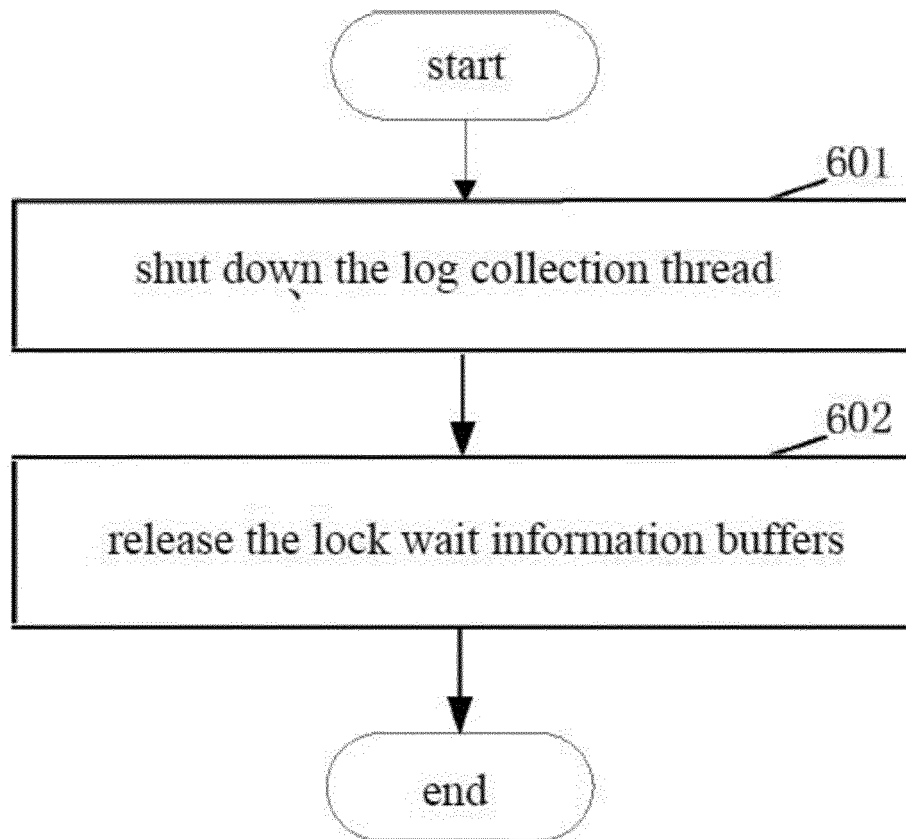 start
601
shut down the log collection thread
602
release the lock wait information buffers
end